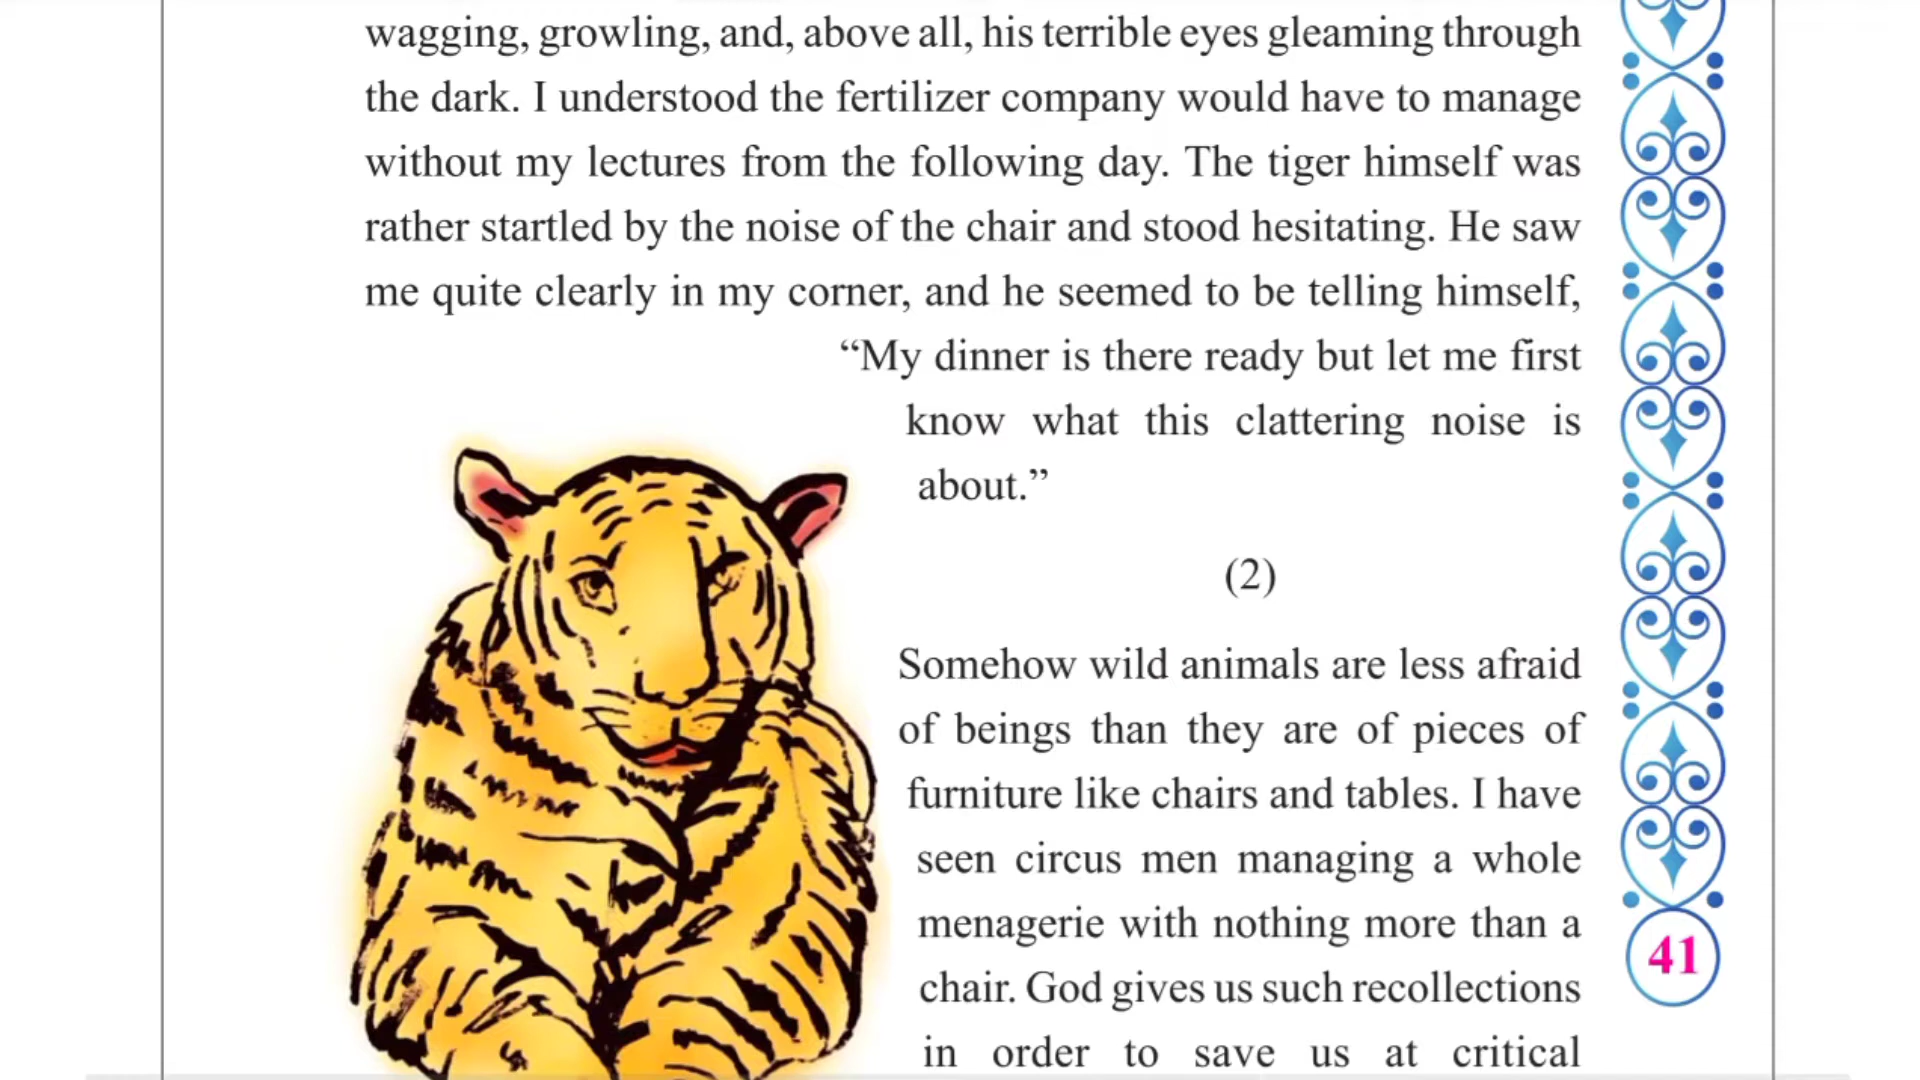 wagging, growling, and, above all, his terrible eyes gleaming through
the dark. I understood the fertilizer company would have to manage
without my lectures from the following day. The tiger himself was
rather startled by the noise of the chair and stood hesitating. He saw
me quite clearly in my corner, and he seemed to be telling himself,
“My dinner is there ready but let me first
know what this clattering noise is
about.”
(2)
Somehow wild animals are less afraid
of beings than they are of pieces of
furniture like chairs and tables. I have
seen circus men managing a whole
menagerie with nothing more than a
chair. God gives us such recollections
in order to save us at critical
41